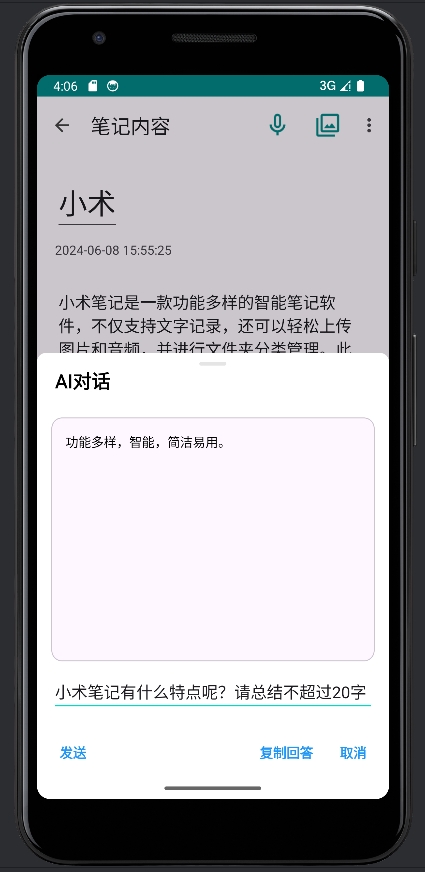 4:06
3G
笔记内容
小术
2024-06-08 15:55:25
小术笔记是一款功能多样的智能笔记软
件，不仅支持文字记录，还可以轻松上传
图片和音频，并进行文件夹分类管理。此
AI对话
功能多样，智能，简洁易用。
小术笔记有什么特点呢？请总结不超过20字
发送
复制回答
取消